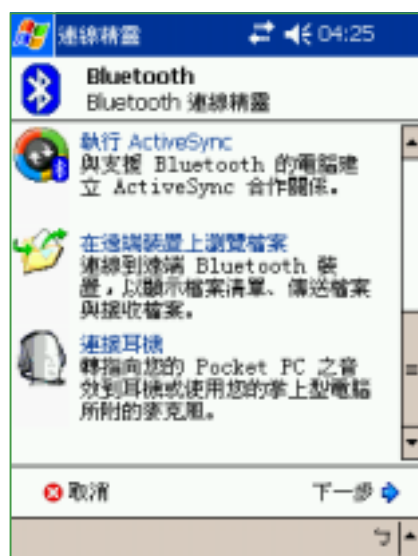 連線精靈 04:25
Bluetooth
Bluetooth 連線精靈
執行 ActiveSync
與支援 Bluetooth 的電腦建
立 ActiveSync 合作關係。
在遠端裝置上瀏覽檔案
連線到遠端 Bluetooth 裝
置,以顯示檔案清單、傳送檔案
與接收檔案。
連接耳機
轉指向您的 Pocket PC 之音
效到耳機或使用您的掌上型電腦
所附的麥克風。
取消 下一步
ㄅ